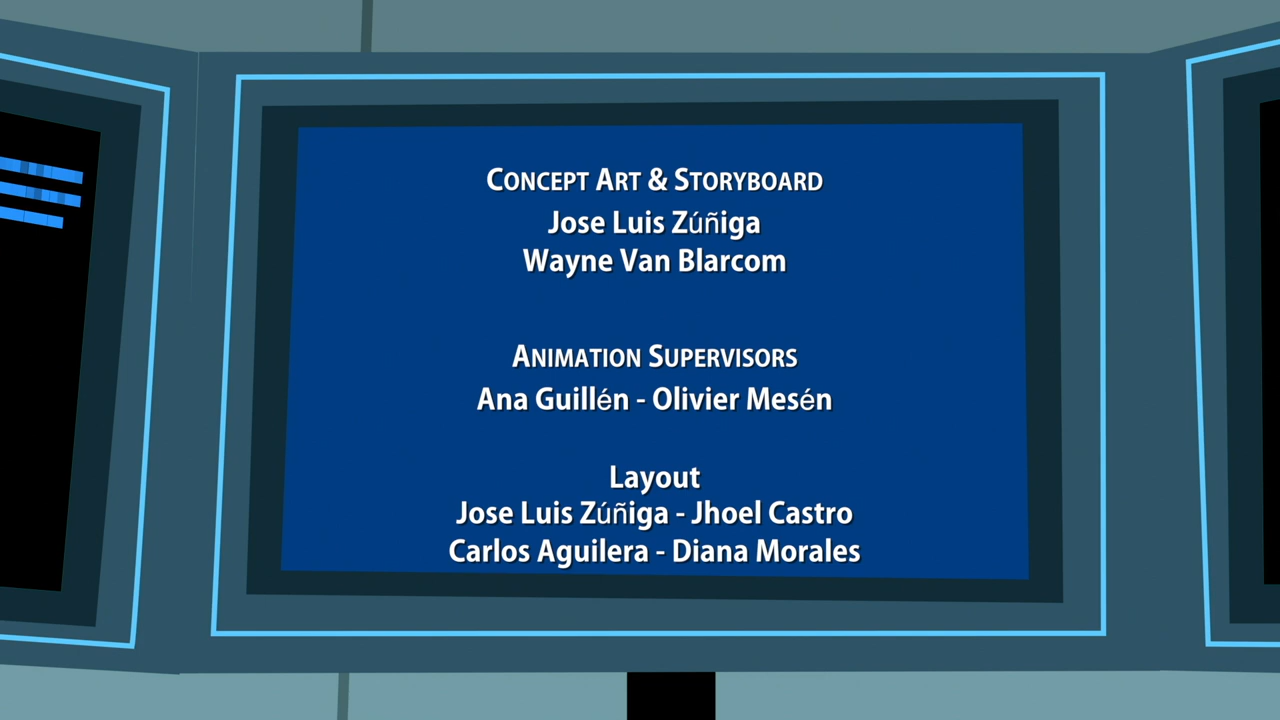 Concept Art & Storyboard
Jose Luis Zúñiga
Wayne Van Blarcom
Animation Supervisors
Ana Guillén - Olivier Mesén
Layout
Jose Luis Zúñiga - Jhoel Castro
Carlos Aguilera - Diana Morales